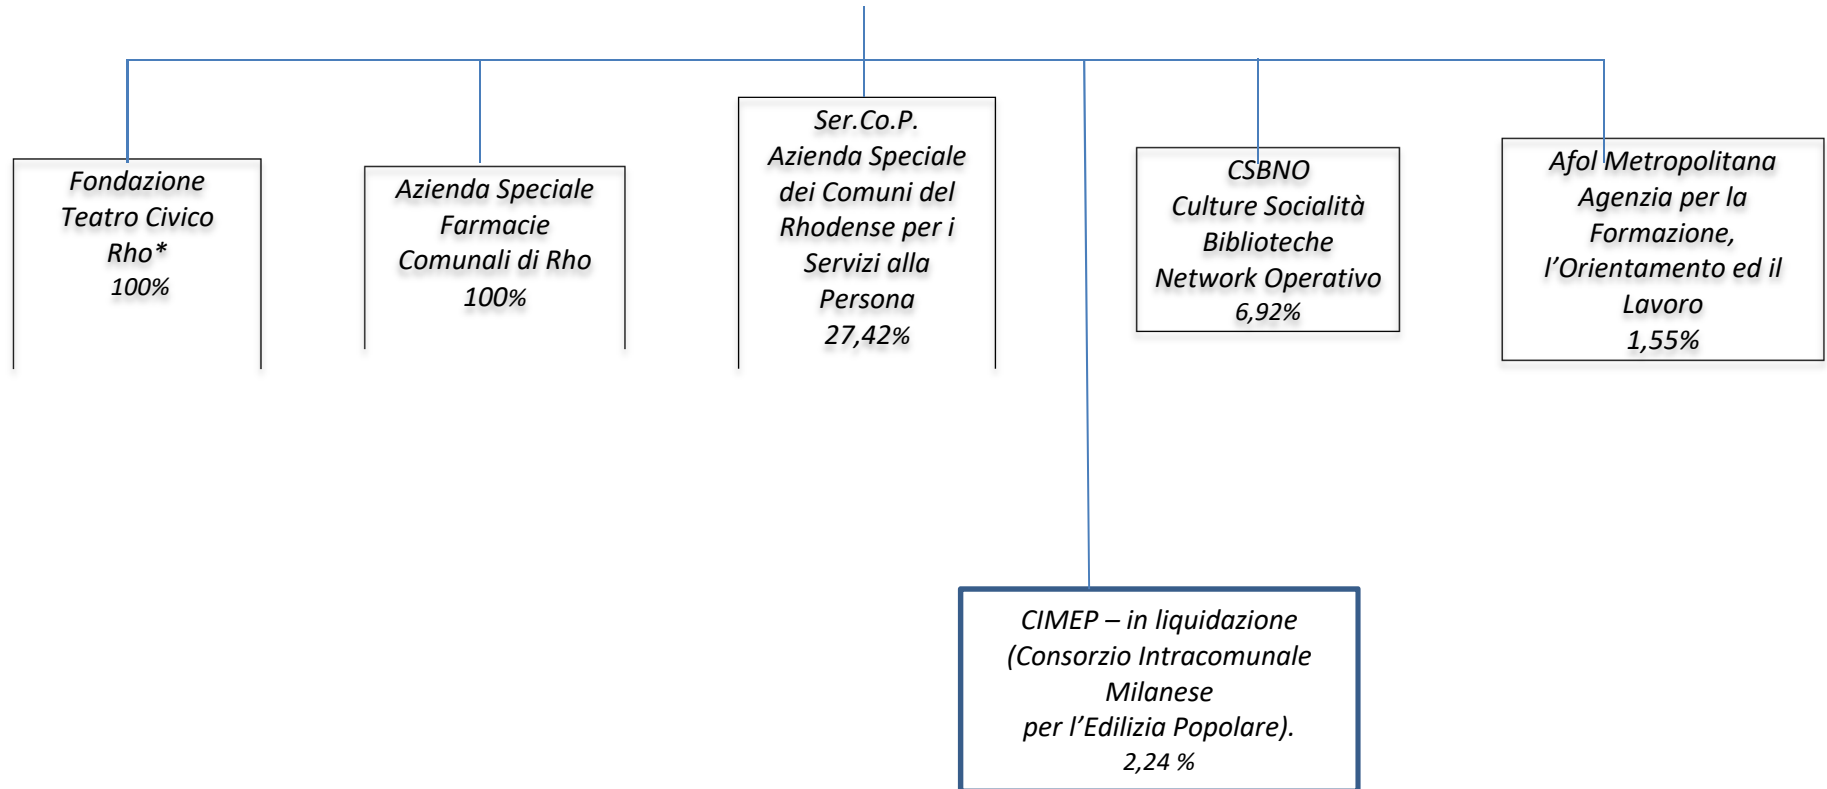 Fondazione
Teatro Civico
Rho*
100%
Azienda Speciale
Farmacie
Comunali di Rho
100%
Ser.Co.P.
Azienda Speciale
dei Comuni del
Rhodense per i
Servizi alla
Persona
27,42%
CSBNO
Culture Socialità
Biblioteche
Network Operativo
6,92%
Afol Metropolitana
Agenzia per la
Formazione,
l’Orientamento ed il
Lavoro
1,55%
CIMEP – in liquidazione
(Consorzio Intracomunale
Milanese
per l’Edilizia Popolare).
2,24 %